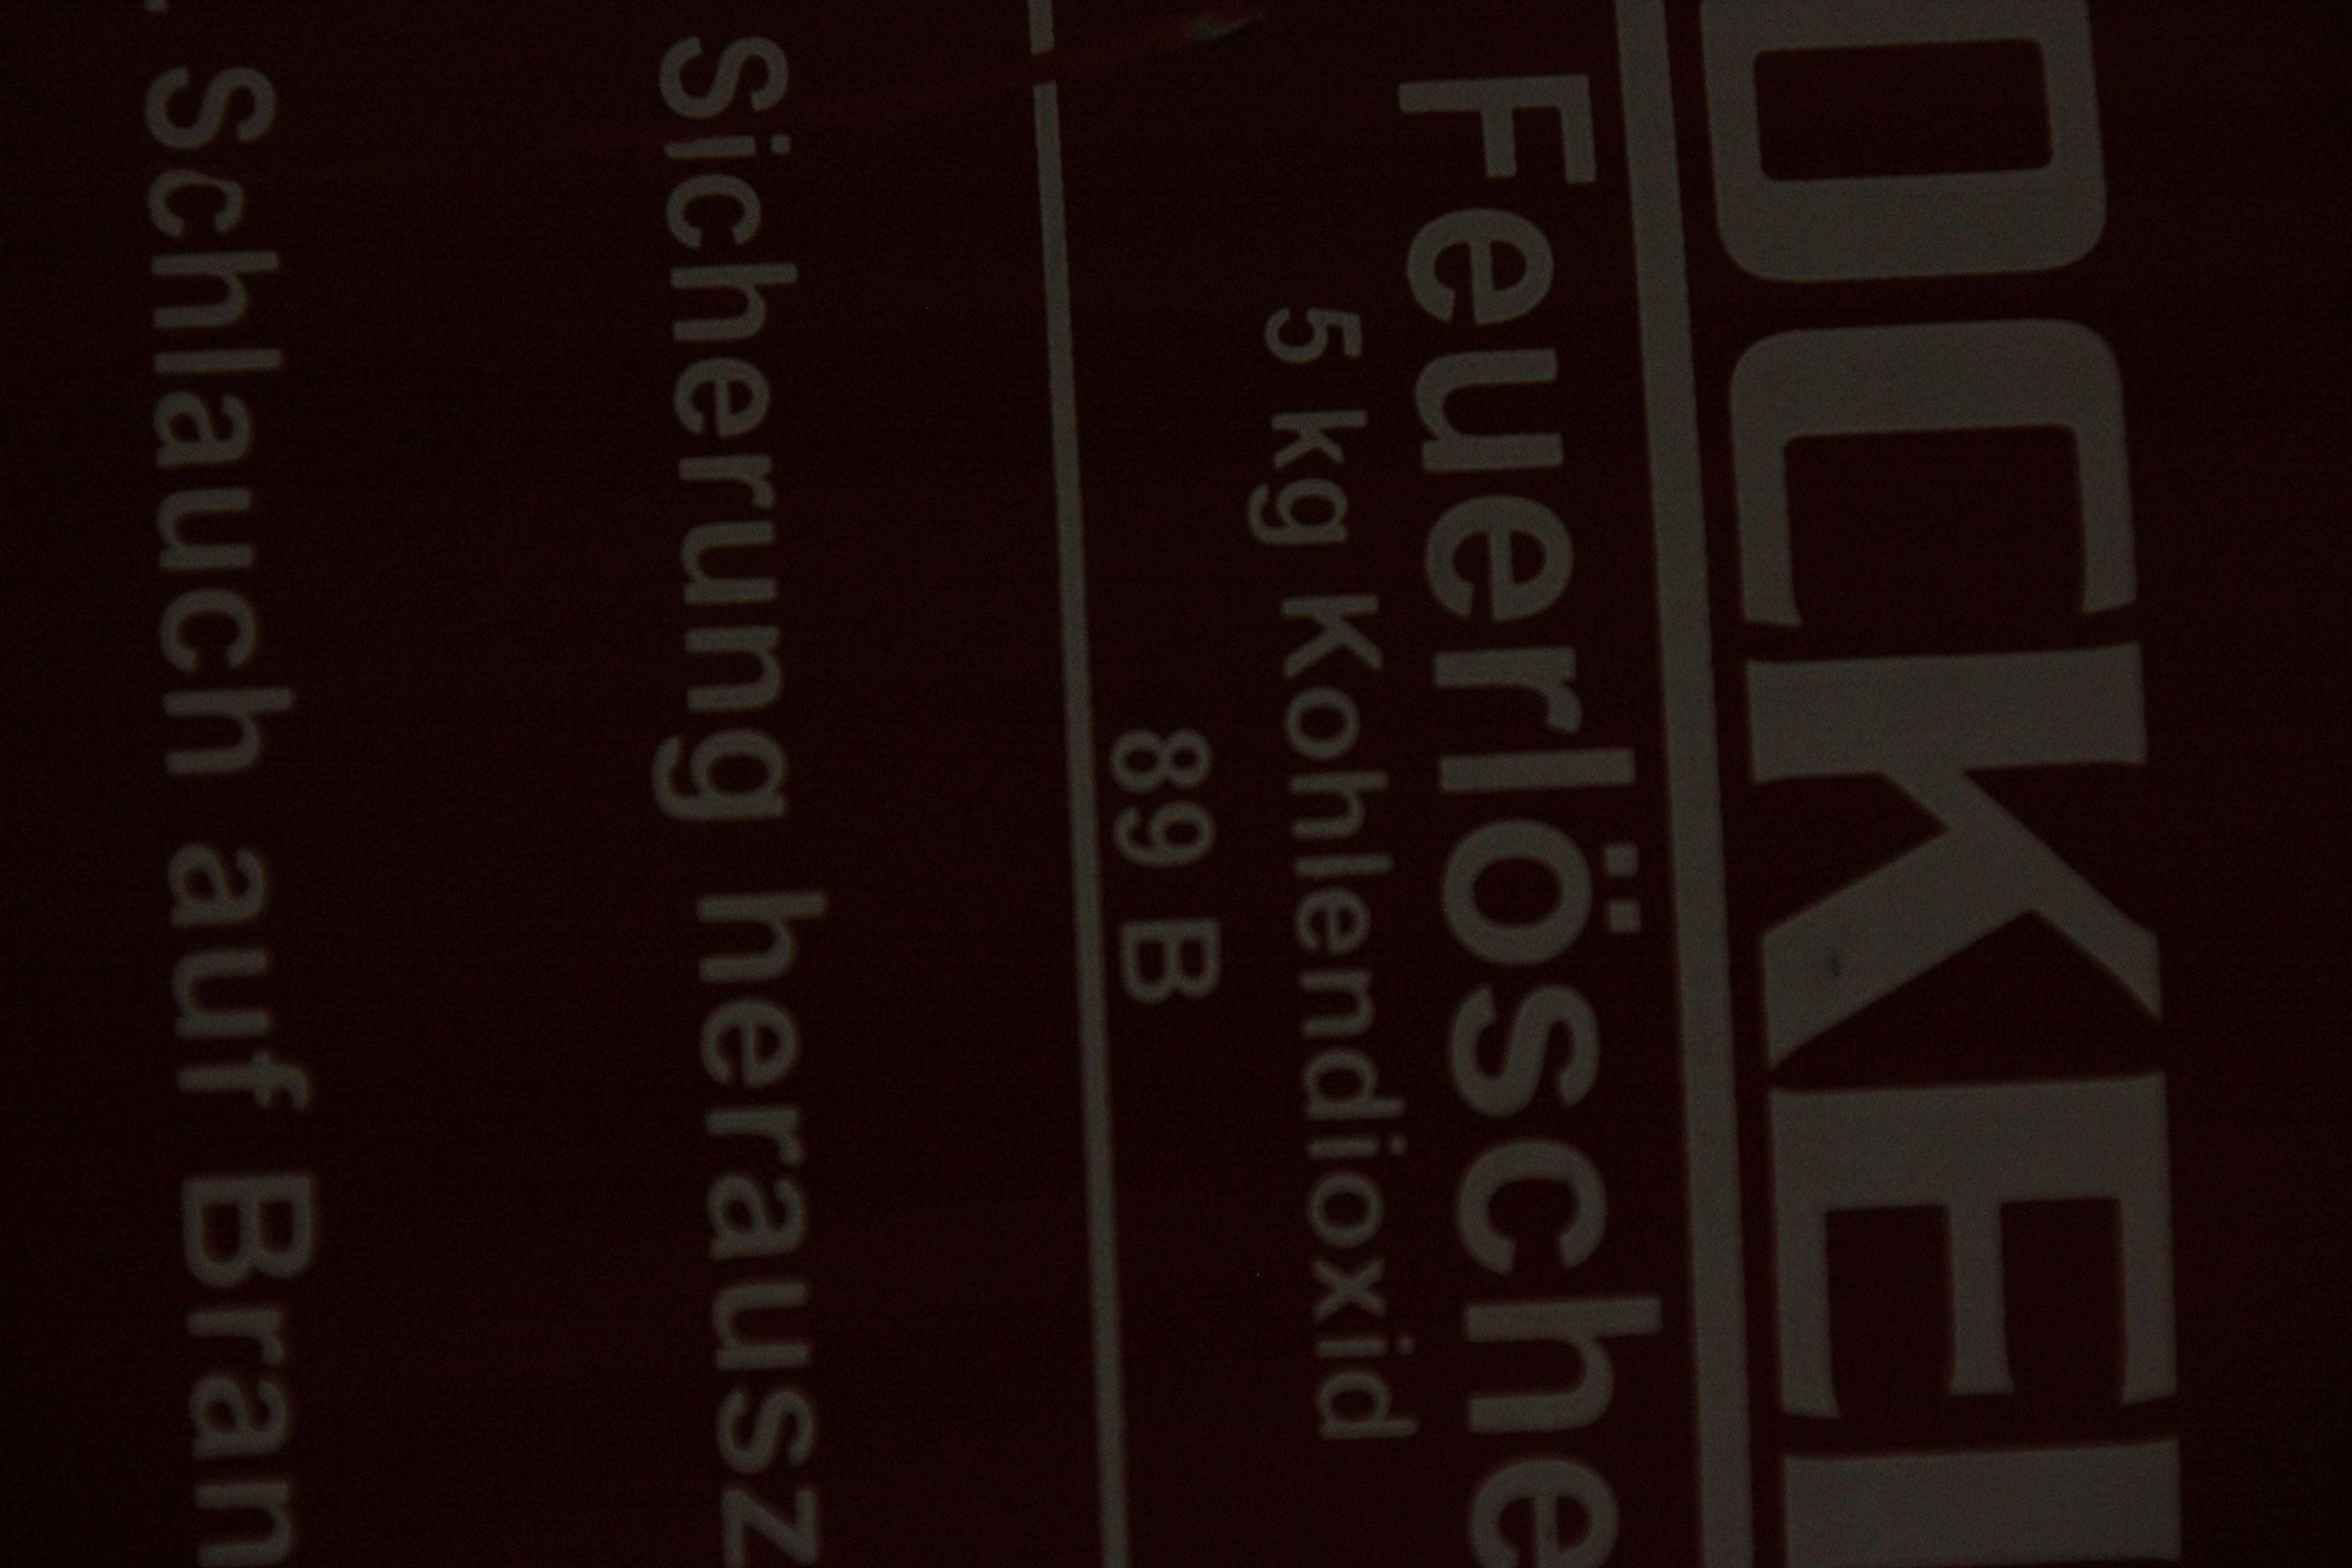 OCKE
Feuerlösche
5 kg Kohlendioxid
89 B
Sicherung herausz
. Schlauch auf Bran